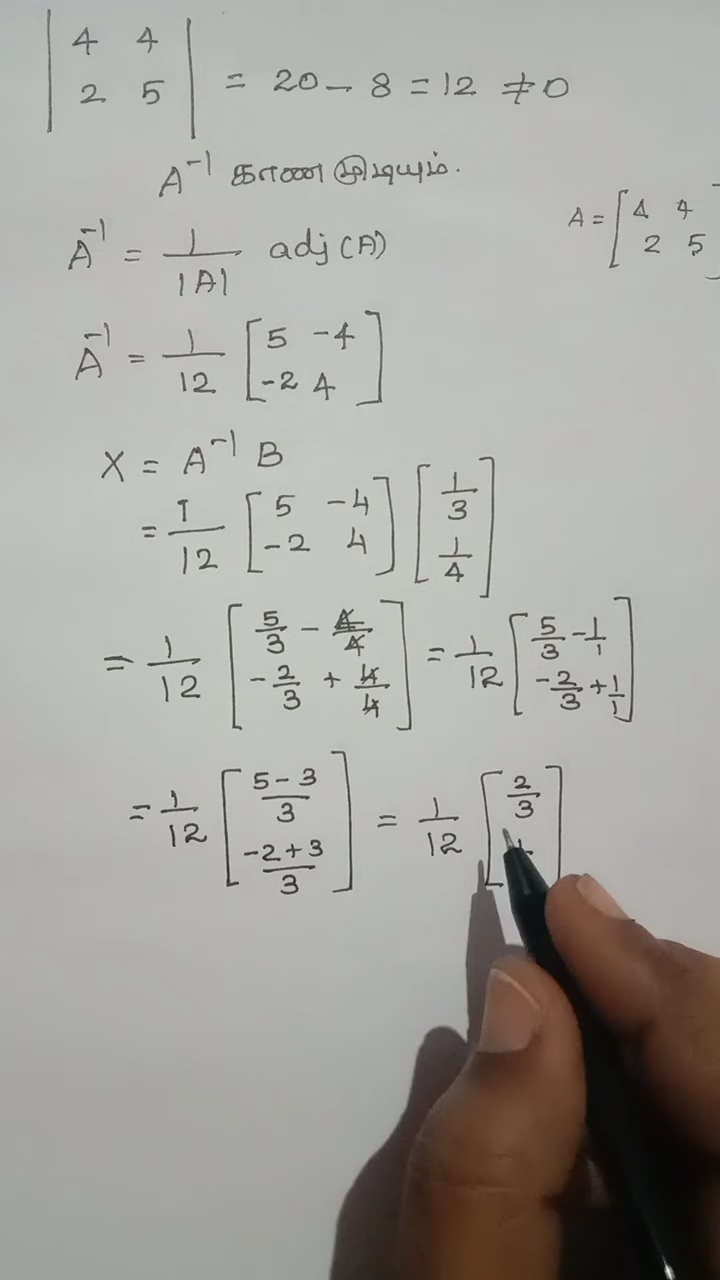 | 4 4 |
| 2 5 | = 20 - 8 = 12 ≠ 0
A⁻¹ காண முடியும்.
A = [ 4 4
2 5 ]
A⁻¹ = 1/|A| adj (A)
A⁻¹ = 1/12 [ 5 -4
-2 4 ]
X = A⁻¹ B
= 1/12 [ 5 -4
-2 4 ] [ 1/3
1/4 ]
= 1/12 [ 5/3 - 4/4
-2/3 + 4/4 ] = 1/12 [ 5/3 - 1/1
-2/3 + 1/1 ]
= 1/12 [ (5-3)/3
(-2+3)/3 ] = 1/12 [ 2/3